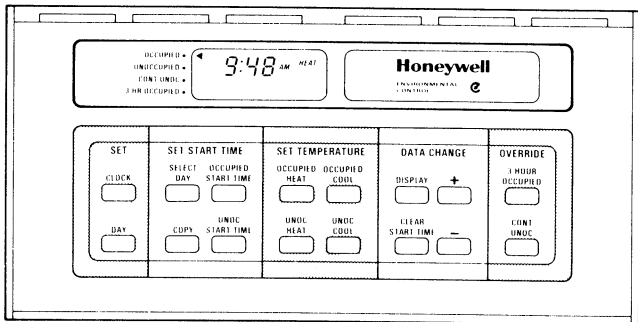 OCCUPIED
UNOCCUPIED
CONT UNOC
3 HR OCCUPIED
9:48 AM HEAT
Honeywell
ENVIRONMENTAL
CONTROL
SET
SET START TIME
SET TEMPERATURE
DATA CHANGE
OVERRIDE
CLOCK
SELECT
DAY
OCCUPIED
START TIME
OCCUPIED
HEAT
OCCUPIED
COOL
DISPLAY
+
3 HOUR
OCCUPIED
DAY
COPY
UNOC
START TIME
UNOC
HEAT
UNOC
COOL
CLEAR
START TIME
−
CONT
UNOC